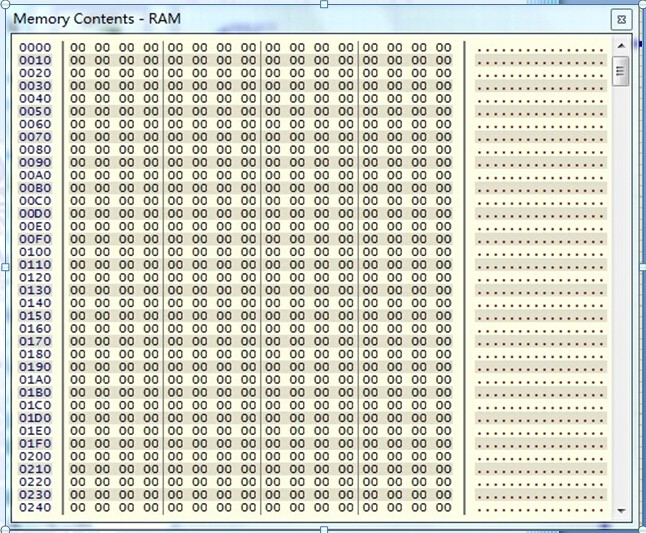 Memory Contents - RAM
0000 00 00 00 00 00 00 00 00 00 00 00 00 00 00 00 00 ................
0010 00 00 00 00 00 00 00 00 00 00 00 00 00 00 00 00 ................
0020 00 00 00 00 00 00 00 00 00 00 00 00 00 00 00 00 ................
0030 00 00 00 00 00 00 00 00 00 00 00 00 00 00 00 00 ................
0040 00 00 00 00 00 00 00 00 00 00 00 00 00 00 00 00 ................
0050 00 00 00 00 00 00 00 00 00 00 00 00 00 00 00 00 ................
0060 00 00 00 00 00 00 00 00 00 00 00 00 00 00 00 00 ................
0070 00 00 00 00 00 00 00 00 00 00 00 00 00 00 00 00 ................
0080 00 00 00 00 00 00 00 00 00 00 00 00 00 00 00 00 ................
0090 00 00 00 00 00 00 00 00 00 00 00 00 00 00 00 00 ................
00A0 00 00 00 00 00 00 00 00 00 00 00 00 00 00 00 00 ................
00B0 00 00 00 00 00 00 00 00 00 00 00 00 00 00 00 00 ................
00C0 00 00 00 00 00 00 00 00 00 00 00 00 00 00 00 00 ................
00D0 00 00 00 00 00 00 00 00 00 00 00 00 00 00 00 00 ................
00E0 00 00 00 00 00 00 00 00 00 00 00 00 00 00 00 00 ................
00F0 00 00 00 00 00 00 00 00 00 00 00 00 00 00 00 00 ................
0100 00 00 00 00 00 00 00 00 00 00 00 00 00 00 00 00 ................
0110 00 00 00 00 00 00 00 00 00 00 00 00 00 00 00 00 ................
0120 00 00 00 00 00 00 00 00 00 00 00 00 00 00 00 00 ................
0130 00 00 00 00 00 00 00 00 00 00 00 00 00 00 00 00 ................
0140 00 00 00 00 00 00 00 00 00 00 00 00 00 00 00 00 ................
0150 00 00 00 00 00 00 00 00 00 00 00 00 00 00 00 00 ................
0160 00 00 00 00 00 00 00 00 00 00 00 00 00 00 00 00 ................
0170 00 00 00 00 00 00 00 00 00 00 00 00 00 00 00 00 ................
0180 00 00 00 00 00 00 00 00 00 00 00 00 00 00 00 00 ................
0190 00 00 00 00 00 00 00 00 00 00 00 00 00 00 00 00 ................
01A0 00 00 00 00 00 00 00 00 00 00 00 00 00 00 00 00 ................
01B0 00 00 00 00 00 00 00 00 00 00 00 00 00 00 00 00 ................
01C0 00 00 00 00 00 00 00 00 00 00 00 00 00 00 00 00 ................
01D0 00 00 00 00 00 00 00 00 00 00 00 00 00 00 00 00 ................
01E0 00 00 00 00 00 00 00 00 00 00 00 00 00 00 00 00 ................
01F0 00 00 00 00 00 00 00 00 00 00 00 00 00 00 00 00 ................
0200 00 00 00 00 00 00 00 00 00 00 00 00 00 00 00 00 ................
0210 00 00 00 00 00 00 00 00 00 00 00 00 00 00 00 00 ................
0220 00 00 00 00 00 00 00 00 00 00 00 00 00 00 00 00 ................
0230 00 00 00 00 00 00 00 00 00 00 00 00 00 00 00 00 ................
0240 00 00 00 00 00 00 00 00 00 00 00 00 00 00 00 00 ................